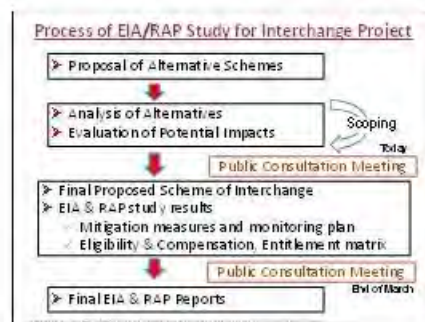 Process of EIA/RAP Study for Interchange Project
➢ Proposal of Alternative Schemes
➢ Analysis of Alternatives
➢ Evaluation of Potential Impacts
Scoping
Today
Public Consultation Meeting
➢ Final Proposed Scheme of Interchange
➢ EIA & RAP study results
✓ Mitigation measures and monitoring plan
✓ Eligibility & Compensation, Entitlement matrix
Public Consultation Meeting
End of March
➢ Final EIA & RAP Reports